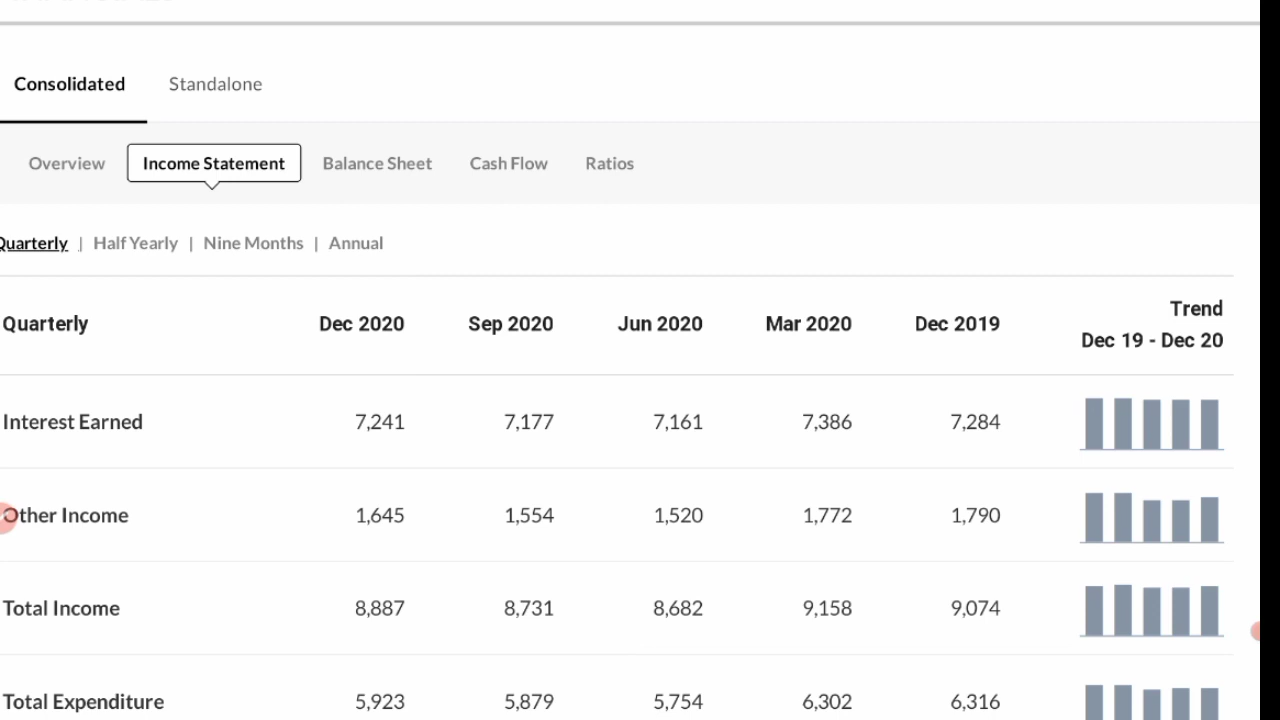 Consolidated Standalone
Overview Income Statement Balance Sheet Cash Flow Ratios
Quarterly | Half Yearly | Nine Months | Annual
Quarterly Dec 2020 Sep 2020 Jun 2020 Mar 2020 Dec 2019 Trend
Dec 19 - Dec 20
Interest Earned 7,241 7,177 7,161 7,386 7,284
Other Income 1,645 1,554 1,520 1,772 1,790
Total Income 8,887 8,731 8,682 9,158 9,074
Total Expenditure 5,923 5,879 5,754 6,302 6,316